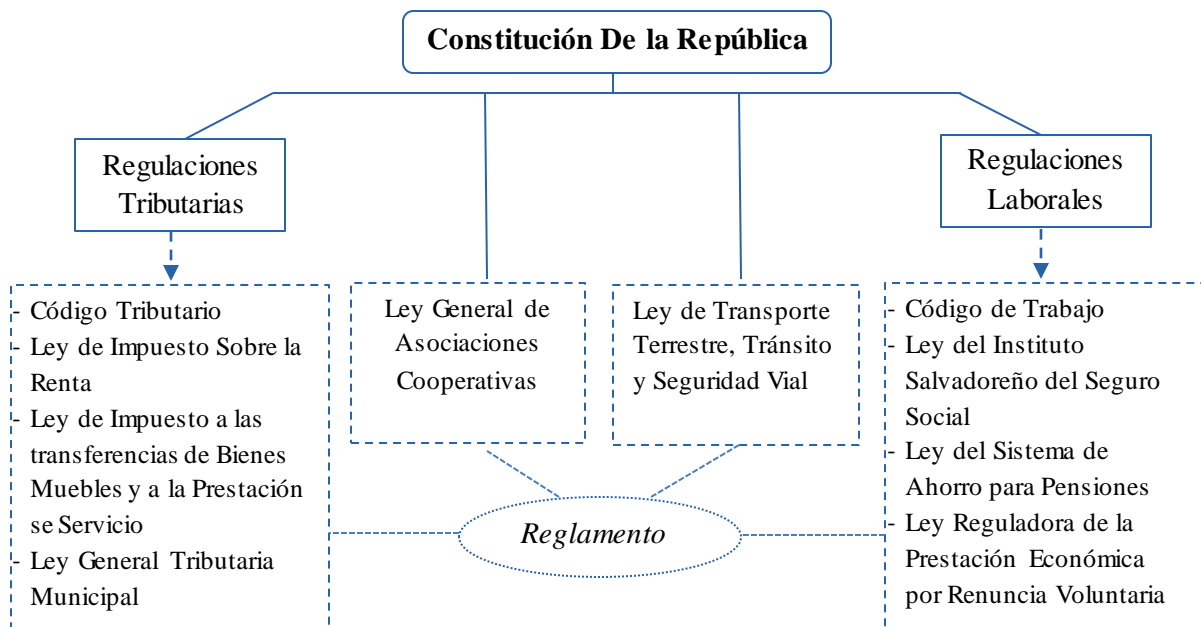 Constitución De la República
Regulaciones
Tributarias
Regulaciones
Laborales
- Código Tributario
- Ley de Impuesto Sobre la
Renta
- Ley de Impuesto a las
transferencias de Bienes
Muebles y a la Prestación
se Servicio
- Ley General Tributaria
Municipal
Ley General de
Asociaciones
Cooperativas
Ley de Transporte
Terrestre, Tránsito
y Seguridad Vial
- Código de Trabajo
- Ley del Instituto
Salvadoreño del Seguro
Social
- Ley del Sistema de
Ahorro para Pensiones
- Ley Reguladora de la
Prestación Económica
por Renuncia Voluntaria
Reglamento